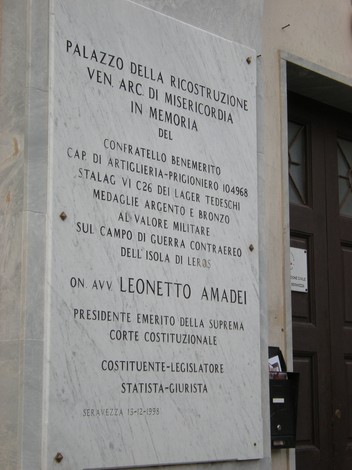 PALAZZO DELLA RICOSTRUZIONE
VEN. ARC. DI MISERICORDIA
IN MEMORIA
DEL
CONFRATELLO BENEMERITO
CAP. DI ARTIGLIERIA-PRIGIONIERO 104968
STALAG VI C26 DEI LAGER TEDESCHI
MEDAGLIE ARGENTO E BRONZO
AL VALORE MILITARE
SUL CAMPO DI GUERRA CONTRAEREO
DELL'ISOLA DI LEROS
ON. AVV. LEONETTO AMADEI
PRESIDENTE EMERITO DELLA SUPREMA
CORTE COSTITUZIONALE
COSTITUENTE-LEGISLATORE
STATISTA-GIURISTA
SERAVEZZA 13-12-1998